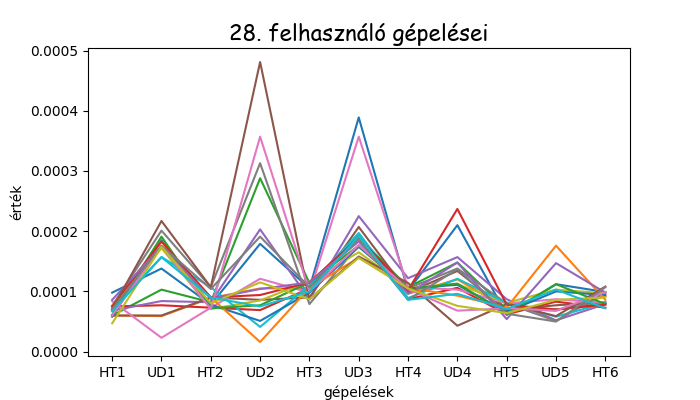 28. felhasználó gépelései
0.0005
0.0004
0.0003
0.0002
0.0001
0.0000
érték
HT1 UD1 HT2 UD2 HT3 UD3 HT4 UD4 HT5 UD5 HT6
gépelések